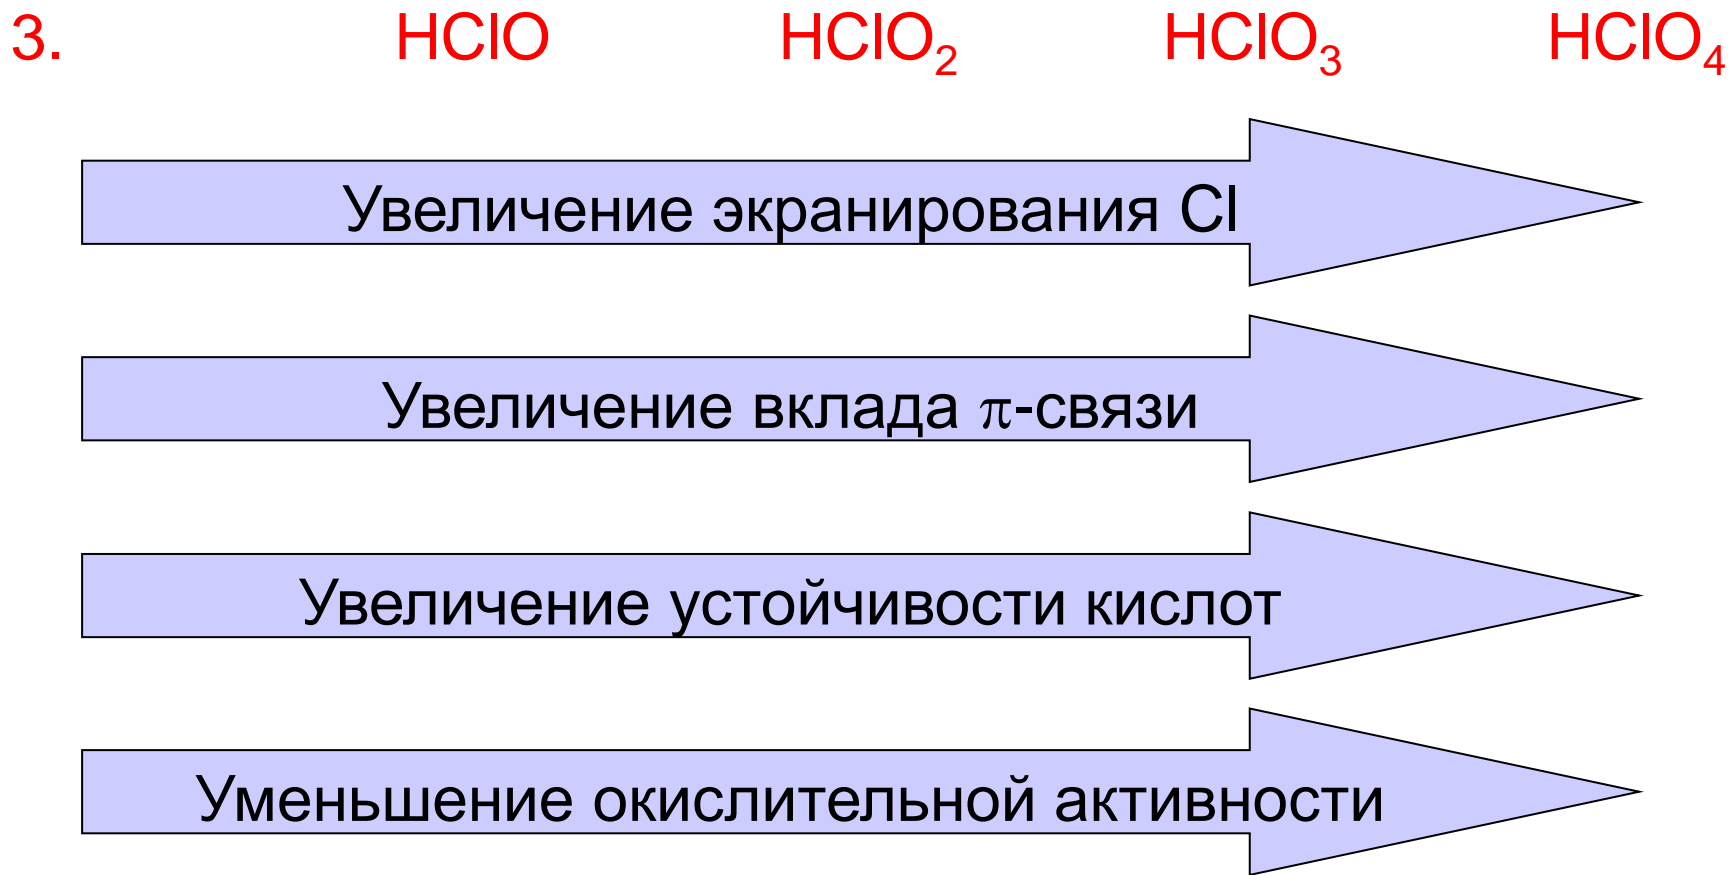 3. HClO HClO₂ HClO₃ HClO₄
Увеличение экранирования Cl
Увеличение вклада π-связи
Увеличение устойчивости кислот
Уменьшение окислительной активности